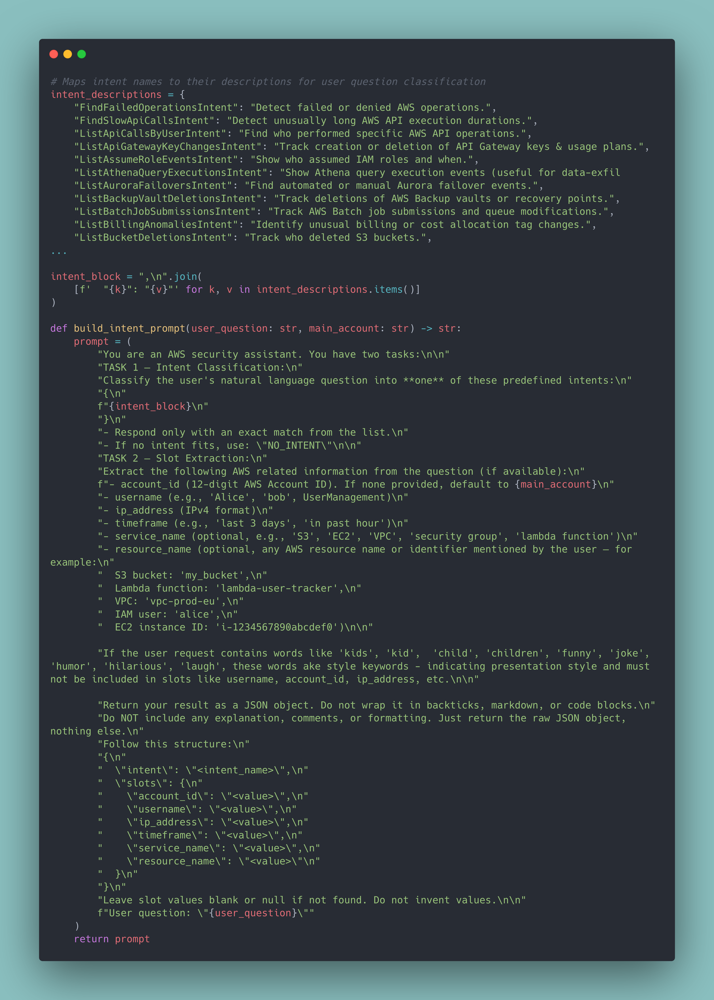 # Maps intent names to their descriptions for user question classification
intent_descriptions = {
    "FindFailedOperationsIntent": "Detect failed or denied AWS operations.",
    "FindSlowApiCallsIntent": "Detect unusually long AWS API execution durations.",
    "ListApiCallsByUserIntent": "Find who performed specific AWS API operations.",
    "ListApiGatewayKeyChangesIntent": "Track creation or deletion of API Gateway keys & usage plans.",
    "ListAssumeRoleEventsIntent": "Show who assumed IAM roles and when.",
    "ListAthenaQueryExecutionsIntent": "Show Athena query execution events (useful for data-exfil
    "ListAuroraFailoversIntent": "Find automated or manual Aurora failover events.",
    "ListBackupVaultDeletionsIntent": "Track deletions of AWS Backup vaults or recovery points.",
    "ListBatchJobSubmissionsIntent": "Track AWS Batch job submissions and queue modifications.",
    "ListBillingAnomaliesIntent": "Identify unusual billing or cost allocation tag changes.",
    "ListBucketDeletionsIntent": "Track who deleted S3 buckets.",
...

intent_block = ",\n".join(
    [f'  "{k}": "{v}"' for k, v in intent_descriptions.items()]
)

def build_intent_prompt(user_question: str, main_account: str) -> str:
    prompt = (
        "You are an AWS security assistant. You have two tasks:\n\n"
        "TASK 1 – Intent Classification:\n"
        "Classify the user's natural language question into **one** of these predefined intents:\n"
        "{\n"
        f"{intent_block}\n"
        "}\n"
        "- Respond only with an exact match from the list.\n"
        "- If no intent fits, use: \"NO_INTENT\"\n\n"
        "TASK 2 – Slot Extraction:\n"
        "Extract the following AWS related information from the question (if available):\n"
        f"- account_id (12-digit AWS Account ID). If none provided, default to {main_account}\n"
        "- username (e.g., 'Alice', 'bob', UserManagement)\n"
        "- ip_address (IPv4 format)\n"
        "- timeframe (e.g., 'last 3 days', 'in past hour')\n"
        "- service_name (optional, e.g., 'S3', 'EC2', 'VPC', 'security group', 'lambda function')\n"
        "- resource_name (optional, any AWS resource name or identifier mentioned by the user – for
example:\n"
        "  S3 bucket: 'my_bucket',\n"
        "  Lambda function: 'lambda-user-tracker',\n"
        "  VPC: 'vpc-prod-eu',\n"
        "  IAM user: 'alice',\n"
        "  EC2 instance ID: 'i-1234567890abcdef0')\n\n"

        "If the user request contains words like 'kids', 'kid',  'child', 'children', 'funny', 'joke',
'humor', 'hilarious', 'laugh', these words ake style keywords - indicating presentation style and must
not be included in slots like username, account_id, ip_address, etc.\n\n"

        "Return your result as a JSON object. Do not wrap it in backticks, markdown, or code blocks.\n"
        "Do NOT include any explanation, comments, or formatting. Just return the raw JSON object,
nothing else.\n"
        "Follow this structure:\n"
        "{\n"
        "  \"intent\": \"<intent_name>\",\n"
        "  \"slots\": {\n"
        "    \"account_id\": \"<value>\",\n"
        "    \"username\": \"<value>\",\n"
        "    \"ip_address\": \"<value>\",\n"
        "    \"timeframe\": \"<value>\",\n"
        "    \"service_name\": \"<value>\",\n"
        "    \"resource_name\": \"<value>\"\n"
        "  }\n"
        "}\n"
        "Leave slot values blank or null if not found. Do not invent values.\n\n"
        f"User question: \"{user_question}\""
    )
    return prompt